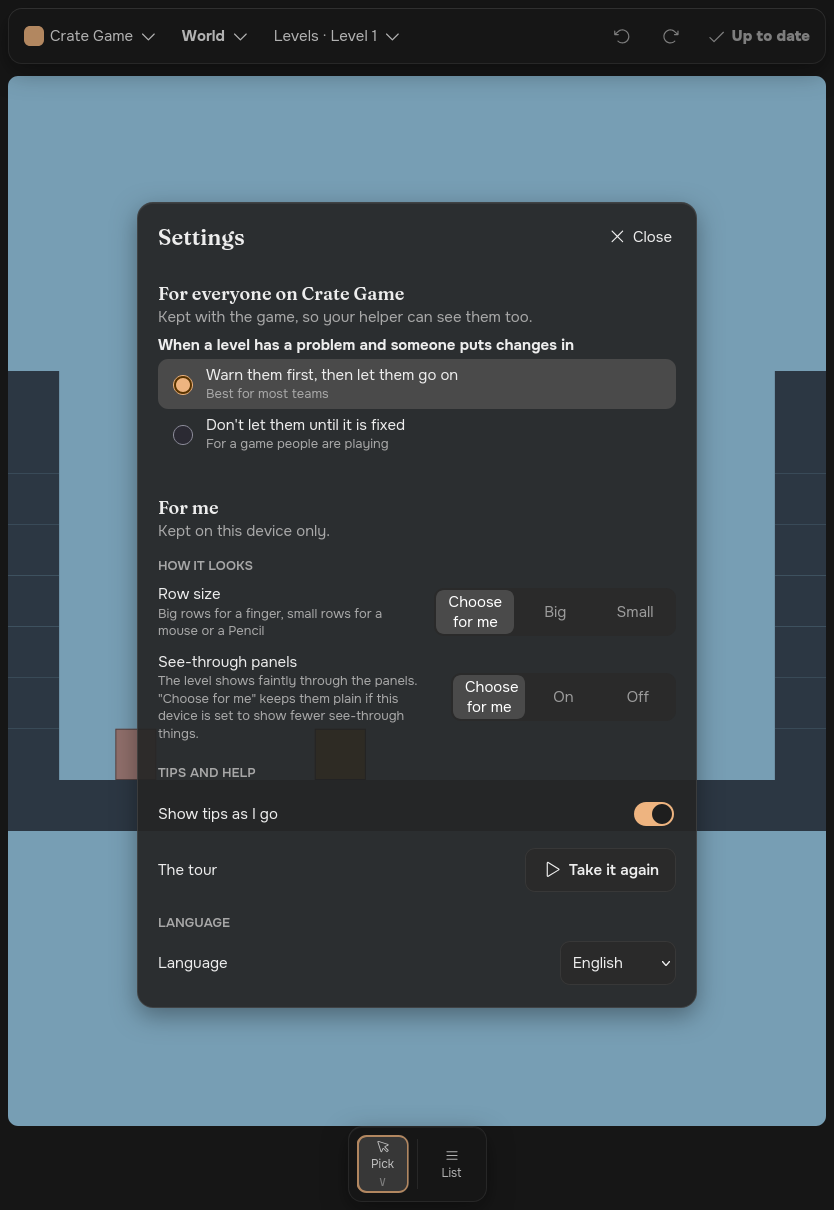 Crate Game
World
Levels · Level 1
Up to date
Settings
Close
For everyone on Crate Game
Kept with the game, so your helper can see them too.
When a level has a problem and someone puts changes in
Warn them first, then let them go on
Best for most teams
Don't let them until it is fixed
For a game people are playing
For me
Kept on this device only.
HOW IT LOOKS
Row size
Big rows for a finger, small rows for a
mouse or a Pencil
Choose
for me
Big
Small
See-through panels
The level shows faintly through the panels.
"Choose for me" keeps them plain if this
device is set to show fewer see-through
things.
Choose
for me
On
Off
TIPS AND HELP
Show tips as I go
The tour
Take it again
LANGUAGE
Language
English
Pick
V
List